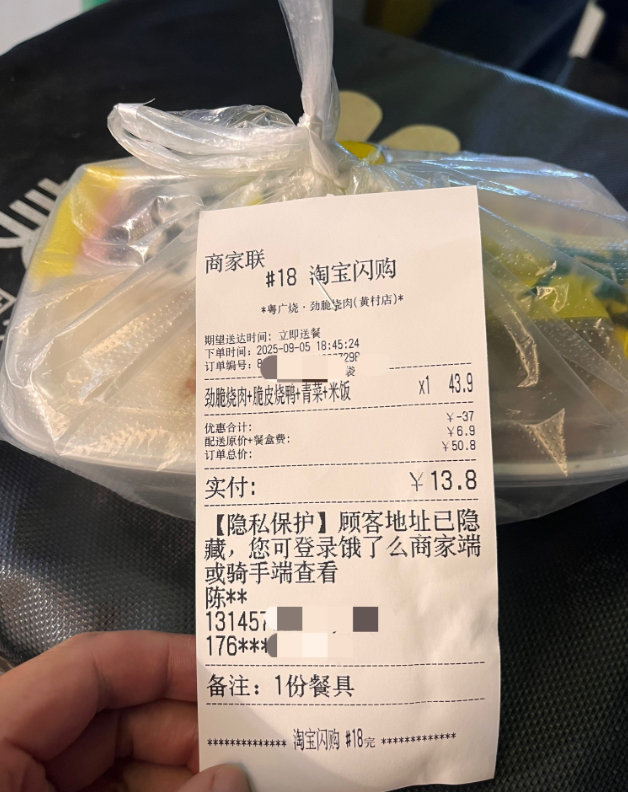 商家联
#18 淘宝闪购
*粤广烧·劲脆烧肉(黄村店)*
期望送达时间: 立即送餐
下单时间: 2025-09-05 18:45:24
订单编号: 8
袋
劲脆烧肉+脆皮烧鸭+青菜+米饭 x1 43.9
优惠合计: ¥-37
配送原价+餐盒费: ¥6.9
订单总价: ¥50.8
实付: ¥13.8
【隐私保护】顾客地址已隐
藏，您可登录饿了么商家端
或骑手端查看
陈**
131457
176***
备注: 1份餐具
************** 淘宝闪购 #18完 *************